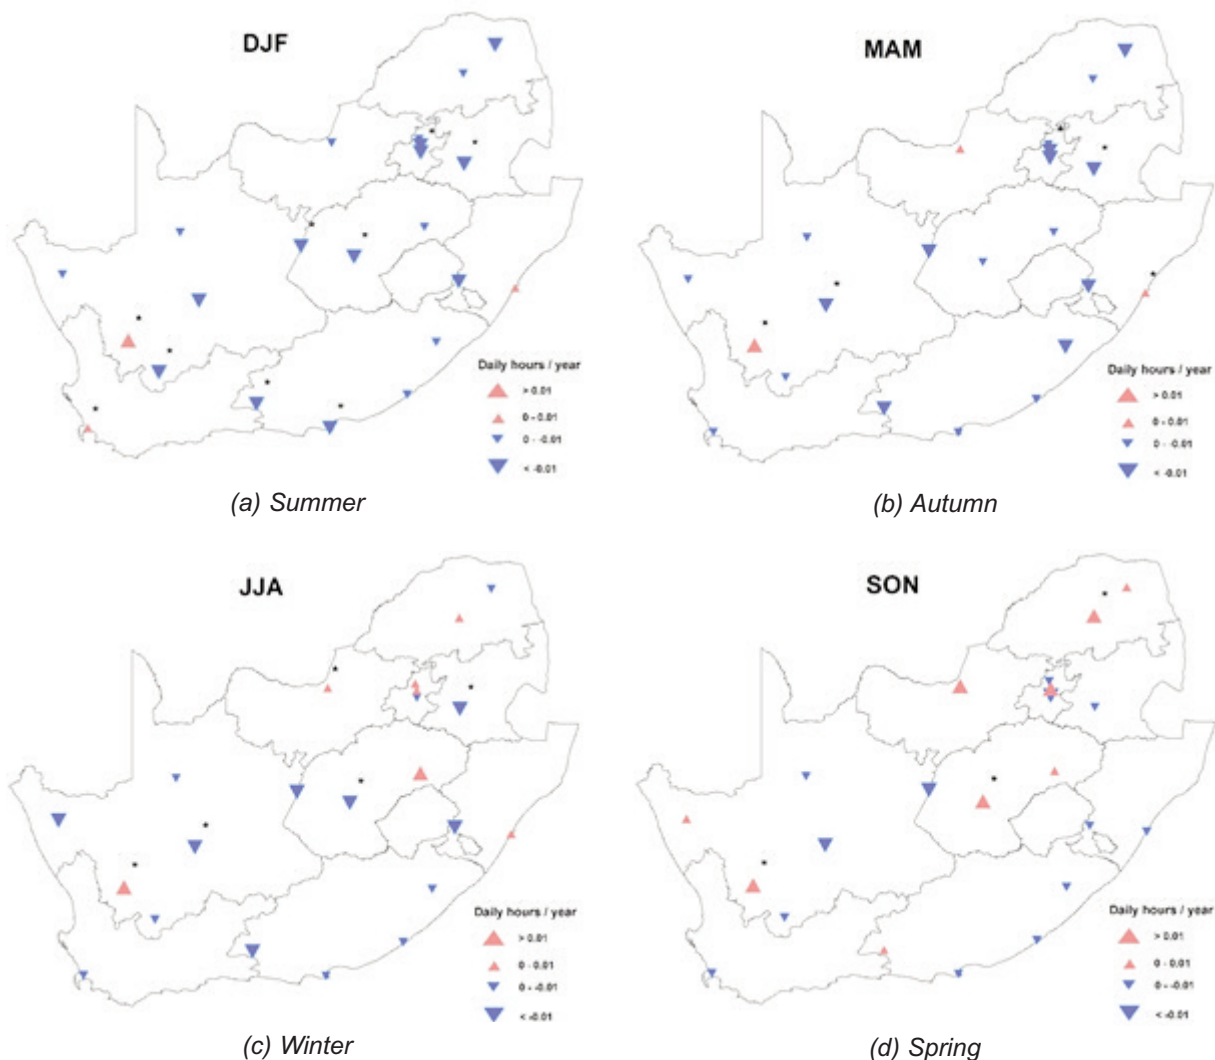 DJF
Daily hours / year
> 0.01
0 - 0.01
0 - -0.01
< -0.01
(a) Summer
MAM
Daily hours / year
> 0.01
0 - 0.01
0 - -0.01
< -0.01
(b) Autumn
JJA
Daily hours / year
> 0.01
0 - 0.01
0 - -0.01
< -0.01
(c) Winter
SON
Daily hours / year
> 0.01
0 - 0.01
0 - -0.01
< -0.01
(d) Spring